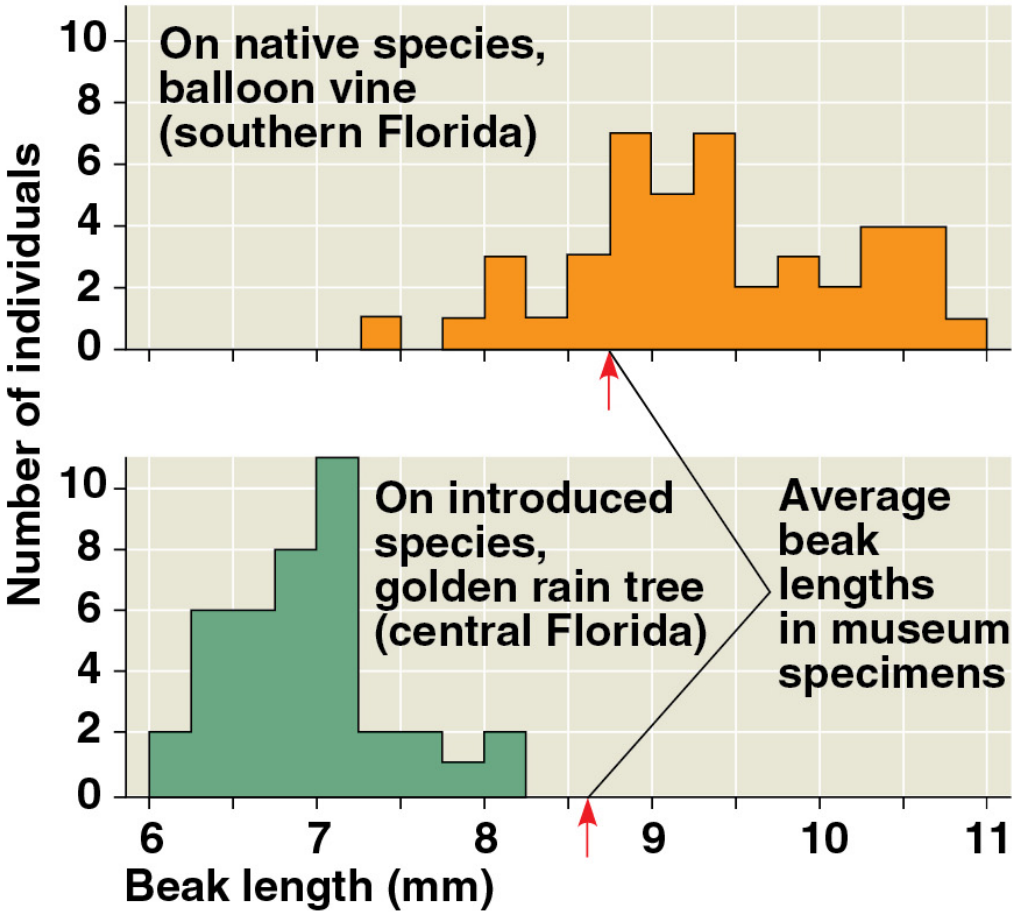 Number of individuals
10
8
6
4
2
0
On native species,
balloon vine
(southern Florida)
10
8
6
4
2
0
On introduced
species,
golden rain tree
(central Florida)
Average
beak
lengths
in museum
specimens
6
7
8
9
10
11
Beak length (mm)